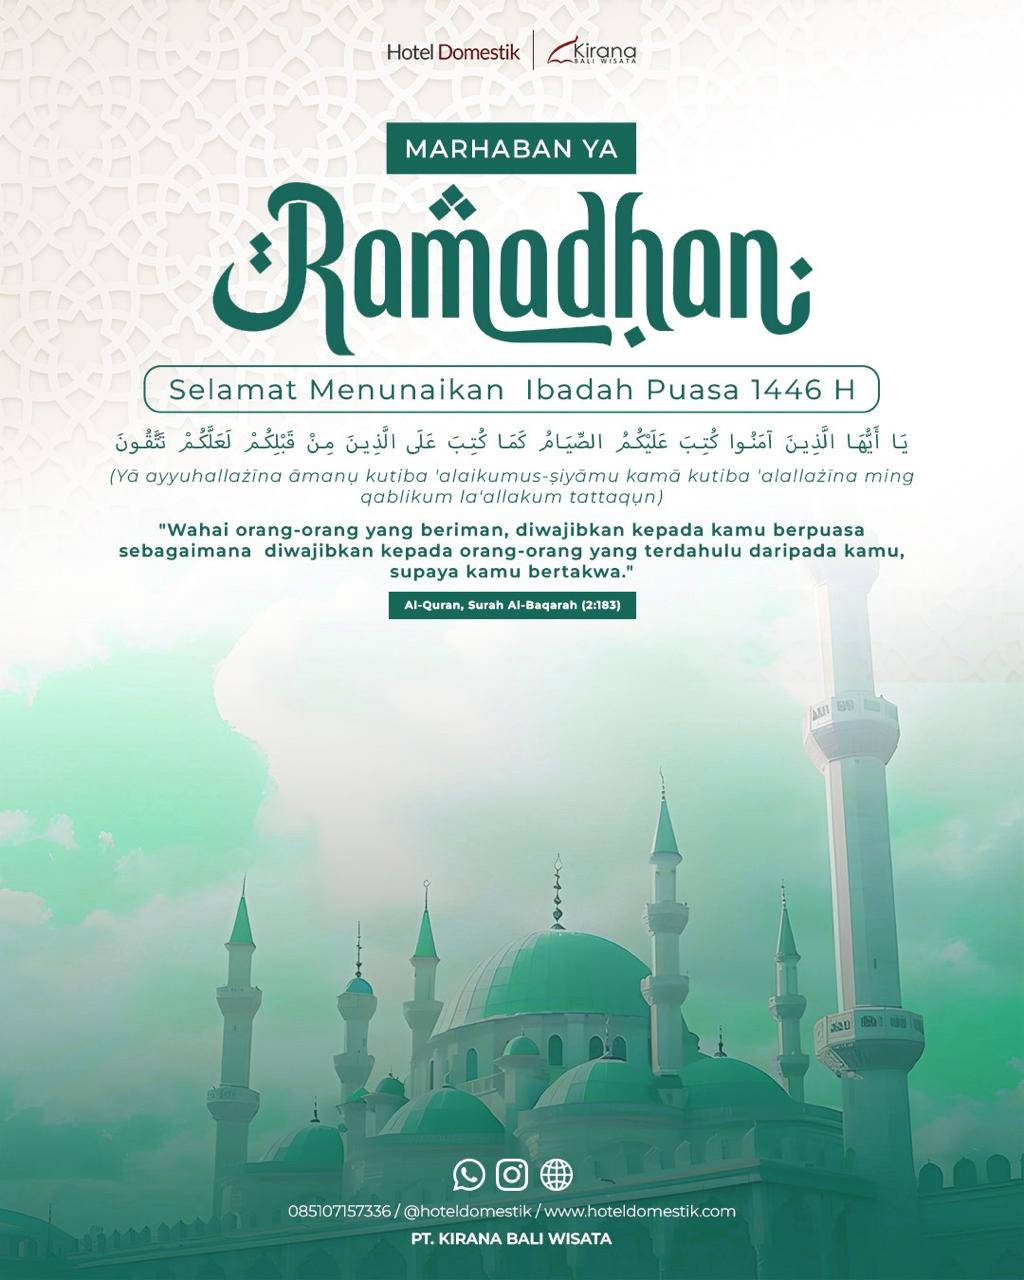 Hotel Domestik
Kirana
BALI WISATA
MARHABAN YA
Ramadhan
Selamat Menunaikan Ibadah Puasa 1446 H
يَا أَيُّهَا الَّذِينَ آمَنُوا كُتِبَ عَلَيْكُمُ الصِّيَامُ كَمَا كُتِبَ عَلَى الَّذِينَ مِنْ قَبْلِكُمْ لَعَلَّكُمْ تَتَّقُونَ
(Yā ayyuhallażīna āmanụ kutiba 'alaikumus-ṣiyāmu kamā kutiba 'alallażīna ming
qablikum la'allakum tattaqụn)
"Wahai orang-orang yang beriman, diwajibkan kepada kamu berpuasa
sebagaimana diwajibkan kepada orang-orang yang terdahulu daripada kamu,
supaya kamu bertakwa."
Al-Quran, Surah Al-Baqarah (2:183)
085107157336 / @hoteldomestik / www.hoteldomestik.com
PT. KIRANA BALI WISATA